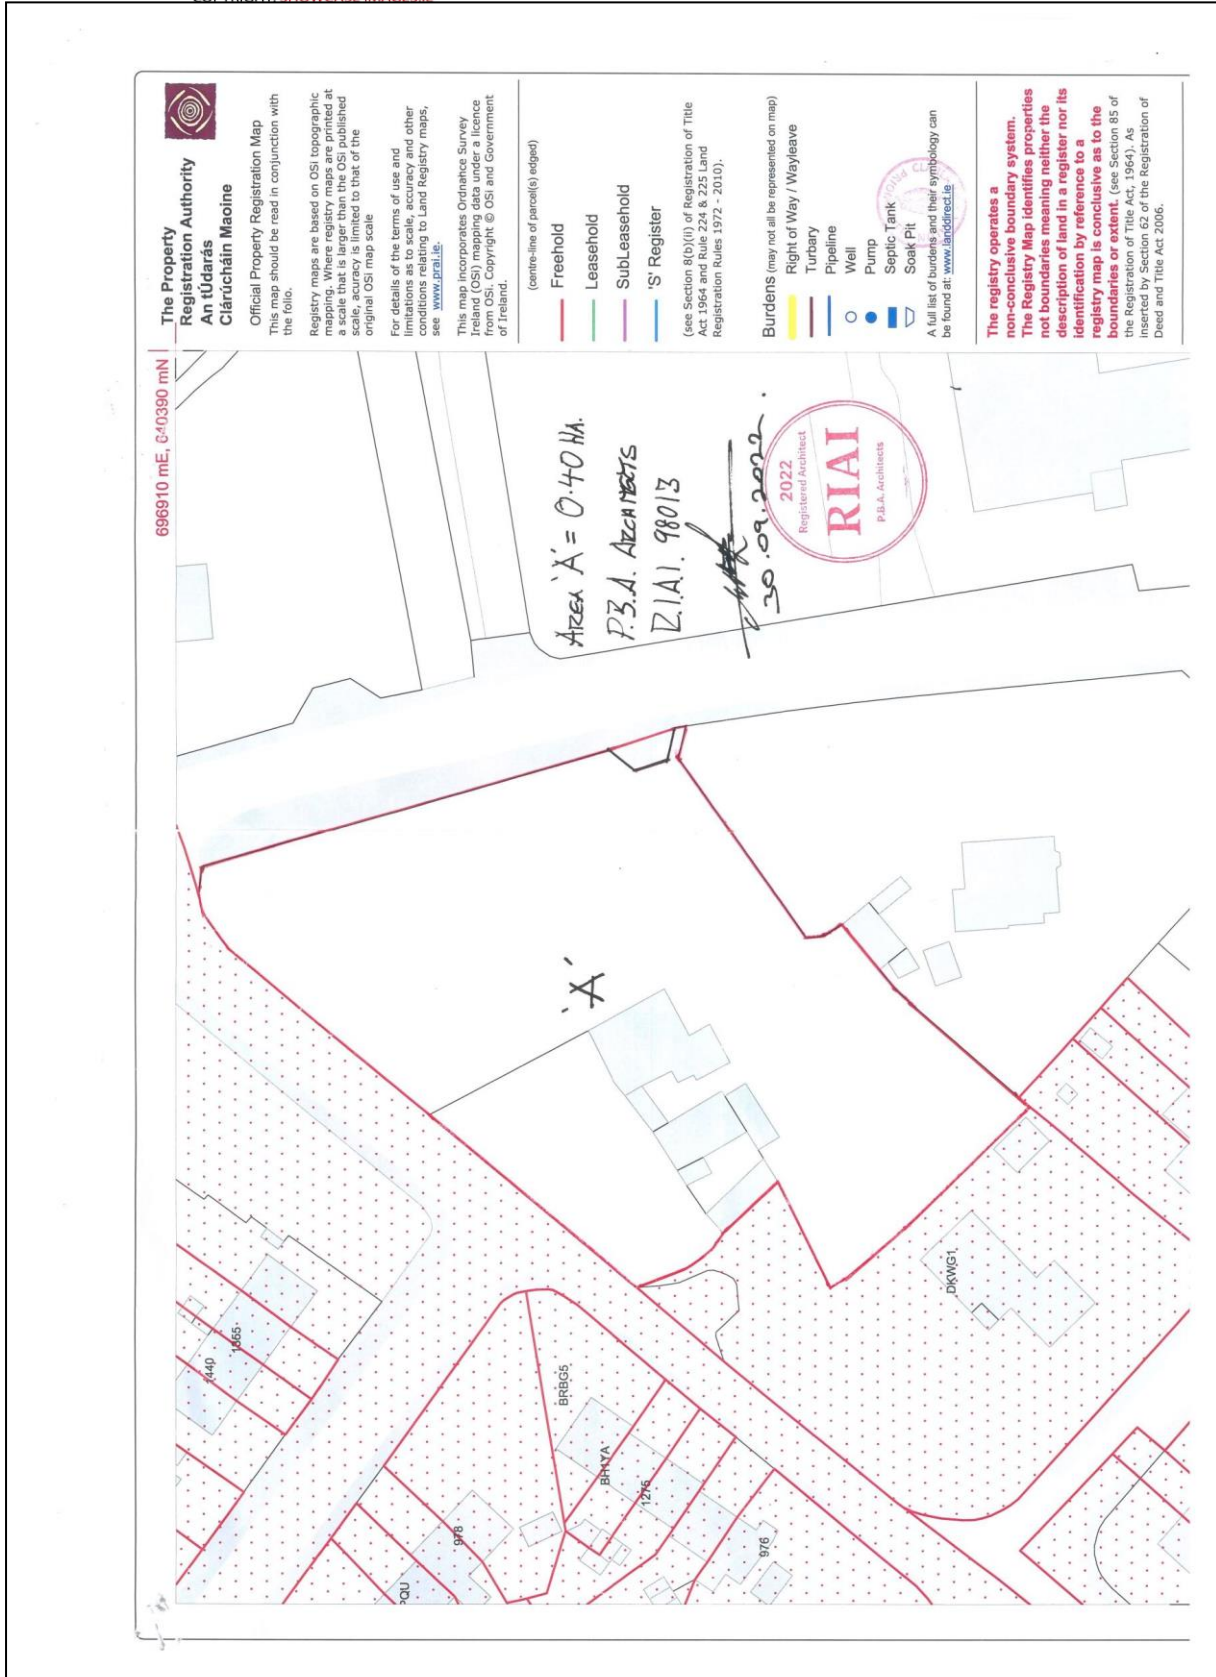 The Property
Registration Authority
An tÚdarás
Clárúcháin Maoine
Official Property Registration Map
This map should be read in conjunction with
the folio.
Registry maps are based on OSi topographic
mapping. Where registry maps are printed at
a scale that is larger than the OSi published
scale, acuracy is limited to that of the
original OSi map scale
For details of the terms of use and
limitations as to scale, accuracy and other
conditions relating to Land Registry maps,
see www.prai.ie.
This map incorporates Ordnance Survey
Ireland (OSi) mapping data under a licence
from OSi. Copyright © OSi and Government
of Ireland.
(centre-line of parcel(s) edged)
Freehold
Leasehold
SubLeasehold
'S' Register
(see Section 8(b)(ii) of Registration of Title
Act 1964 and Rule 224 & 225 Land
Registration Rules 1972 - 2010).
Burdens (may not all be represented on map)
Right of Way / Wayleave
Turbary
Pipeline
Well
Pump
Septic Tank
Soak Pit
A full list of burdens and their symbology can
be found at: www.landdirect.ie
The registry operates a
non-conclusive boundary system.
The Registry Map identifies properties
not boundaries meaning neither the
description of land in a register nor its
identification by reference to a
registry map is conclusive as to the
boundaries or extent. (see Section 85 of
the Registration of Title Act, 1964). As
inserted by Section 62 of the Registration of
Deed and Title Act 2006.
696910 mE, 640390 mN
AREA 'A' = 0.40 HA.
P.B.A. ARCHITECTS
R.I.A.I. 98013
30.09.2022.
2022
Registered Architect
RIAI
P.B.A. Architects
'A'
1440
1355
BRBG5
BR1YA
1275
978
PQU
976
DKWG1